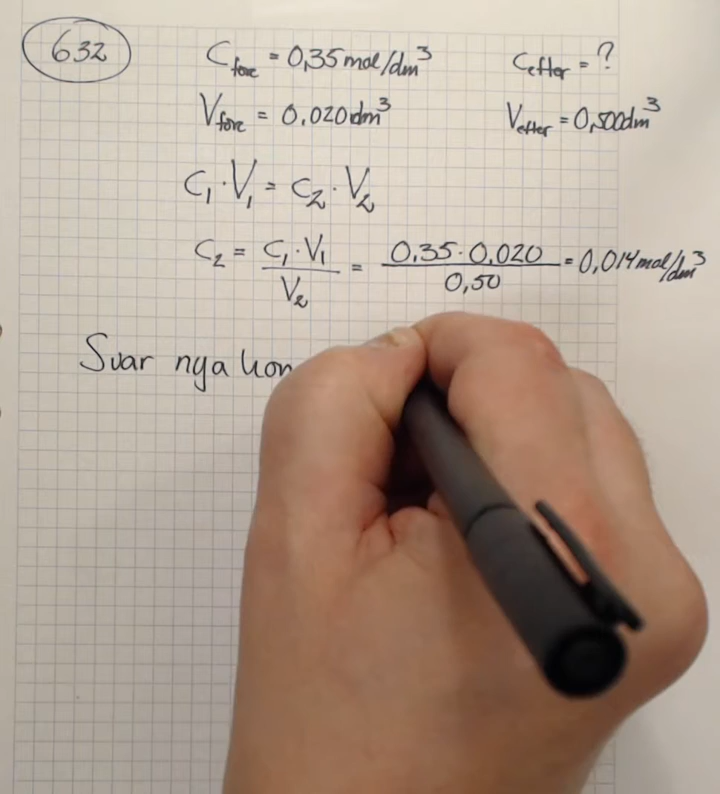 632
C_före = 0,35 mol/dm³ C_efter = ?
V_före = 0,020 dm³ V_efter = 0,500 dm³
C₁ · V₁ = C₂ · V₂
C₂ = C₁ · V₁ / V₂ = 0,35 · 0,020 / 0,50 = 0,014 mol/dm³
Svar nya kon